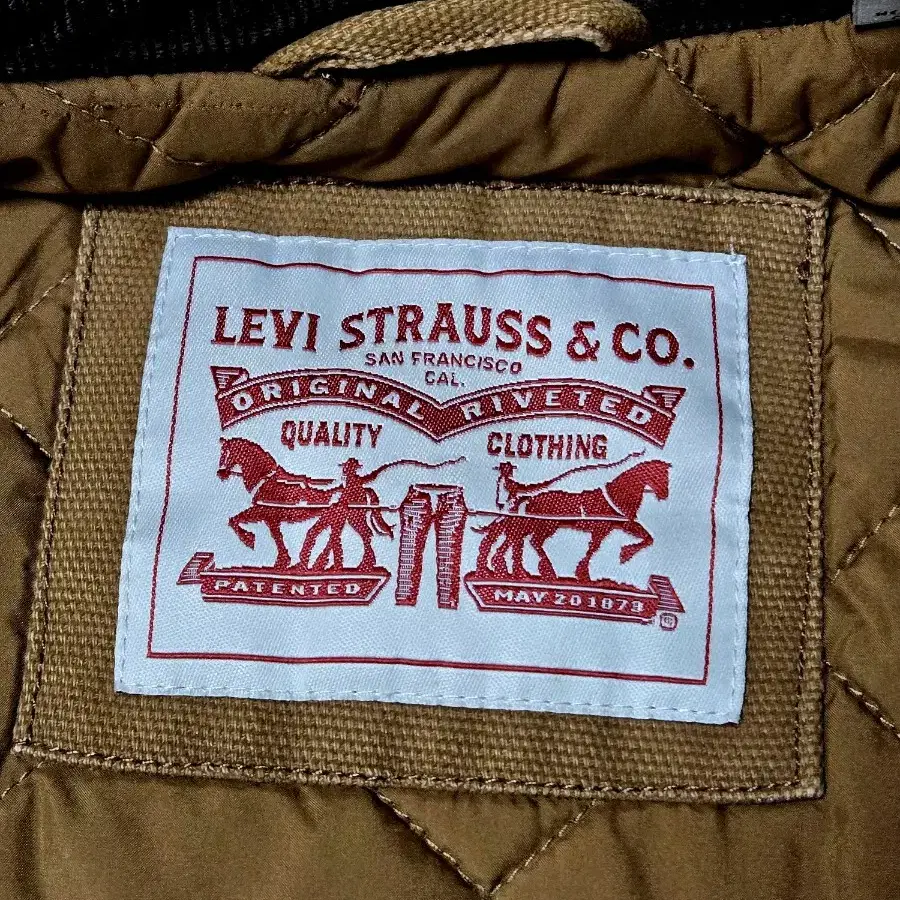 LEVI STRAUSS & CO.
SAN FRANCISCO
CAL.
ORIGINAL RIVETED
QUALITY CLOTHING
PATENTED MAY 20 1873
®